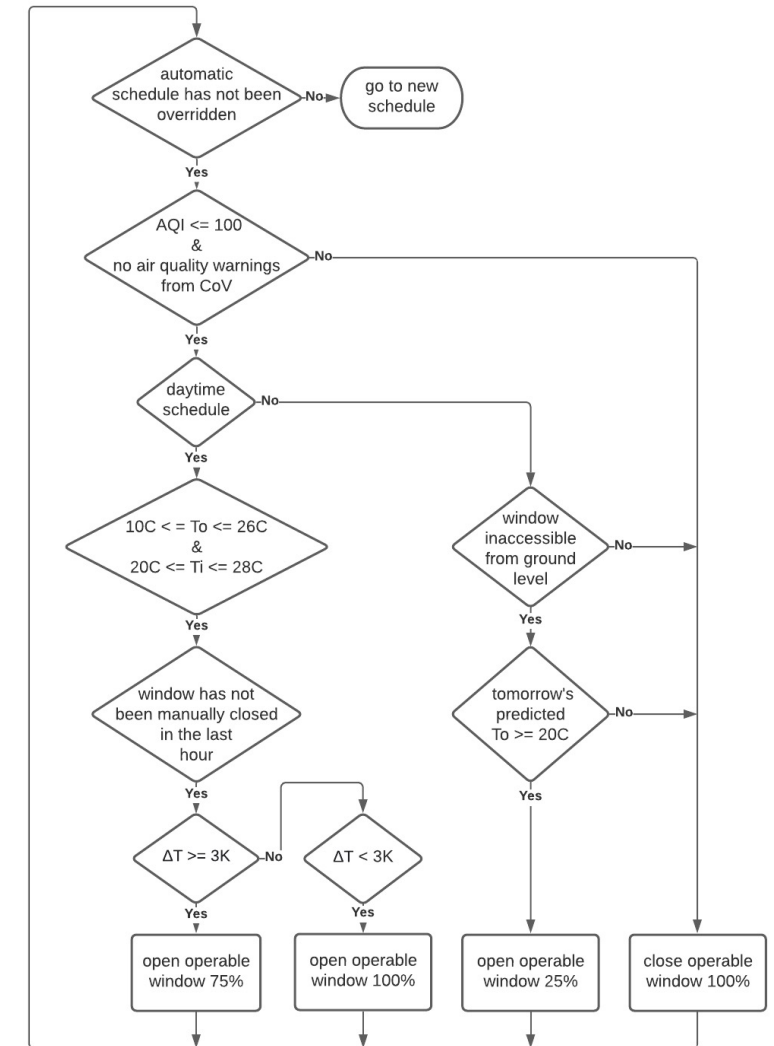 automatic
schedule has not been
overridden
No
go to new
schedule
Yes
AQI <= 100
&
no air quality warnings
from CoV
No
Yes
daytime
schedule
No
Yes
10C < = To <= 26C
&
20C <= Ti <= 28C
window
inaccessible
from ground
level
No
Yes
Yes
window has not
been manually closed
in the last
hour
tomorrow's
predicted
To >= 20C
No
Yes
Yes
ΔT >= 3K
No
ΔT < 3K
Yes
Yes
open operable
window 75%
open operable
window 100%
open operable
window 25%
close operable
window 100%